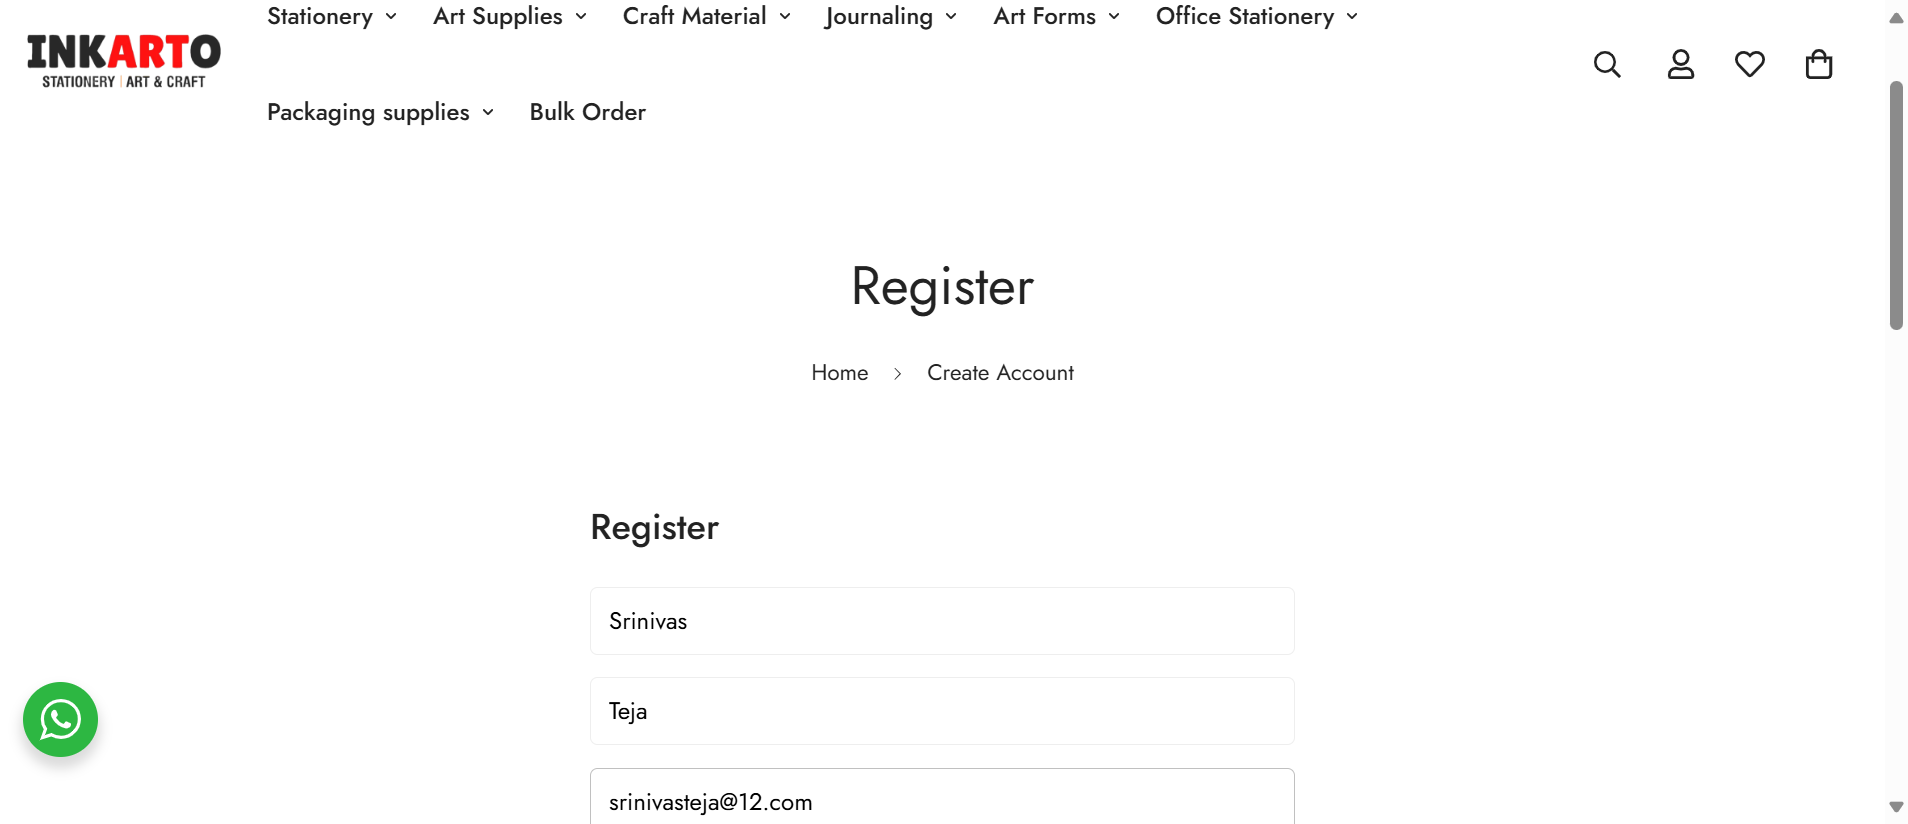 Stationery Art Supplies Craft Material Journaling Art Forms Office Stationery
INKARTO
STATIONERY | ART & CRAFT
Packaging supplies Bulk Order
Register
Home > Create Account
Register
Srinivas
Teja
srinivasteja@12.com